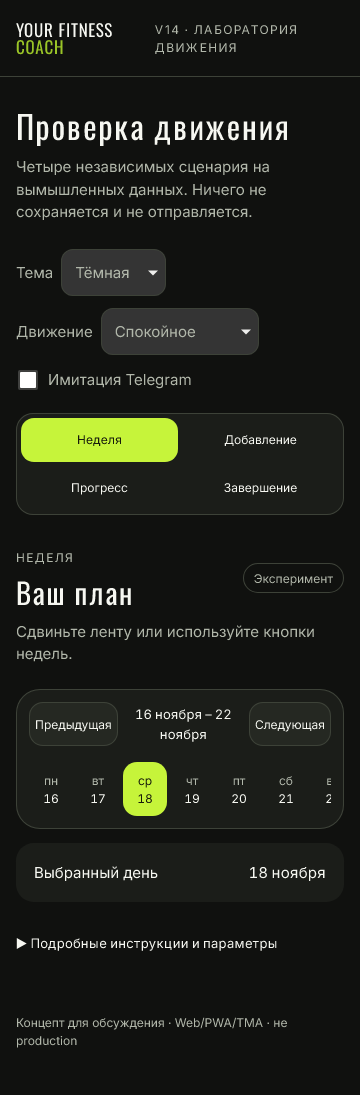 YOUR FITNESS
COACH
V14 · ЛАБОРАТОРИЯ
ДВИЖЕНИЯ
Проверка движения
Четыре независимых сценария на
вымышленных данных. Ничего не
сохраняется и не отправляется.
Тема Тёмная
Движение Спокойное
Имитация Telegram
Неделя Добавление
Прогресс Завершение
НЕДЕЛЯ
Ваш план
Эксперимент
Сдвиньте ленту или используйте кнопки
недель.
Предыдущая
16 ноября – 22
ноября
Следующая
пн вт ср чт пт сб
16 17 18 19 20 21
Выбранный день 18 ноября
▶ Подробные инструкции и параметры
Концепт для обсуждения · Web/PWA/TMA · не
production